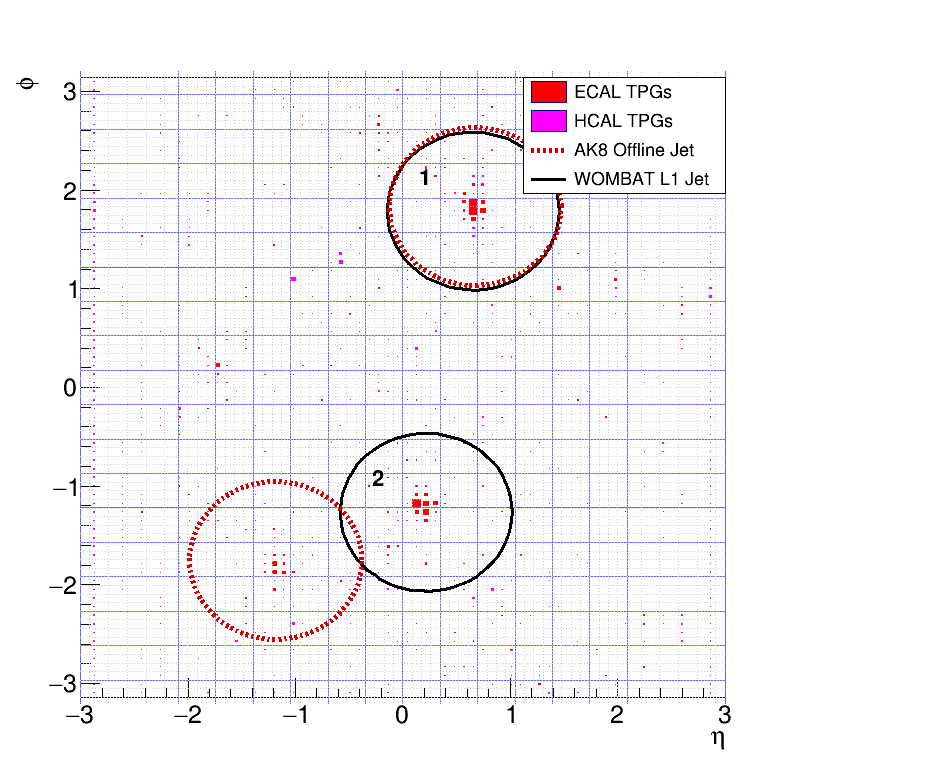 φ
3
2
1
0
−1
−2
−3
ECAL TPGs
HCAL TPGs
AK8 Offline Jet
WOMBAT L1 Jet
1
2
−3 −2 −1 0 1 2 3
η